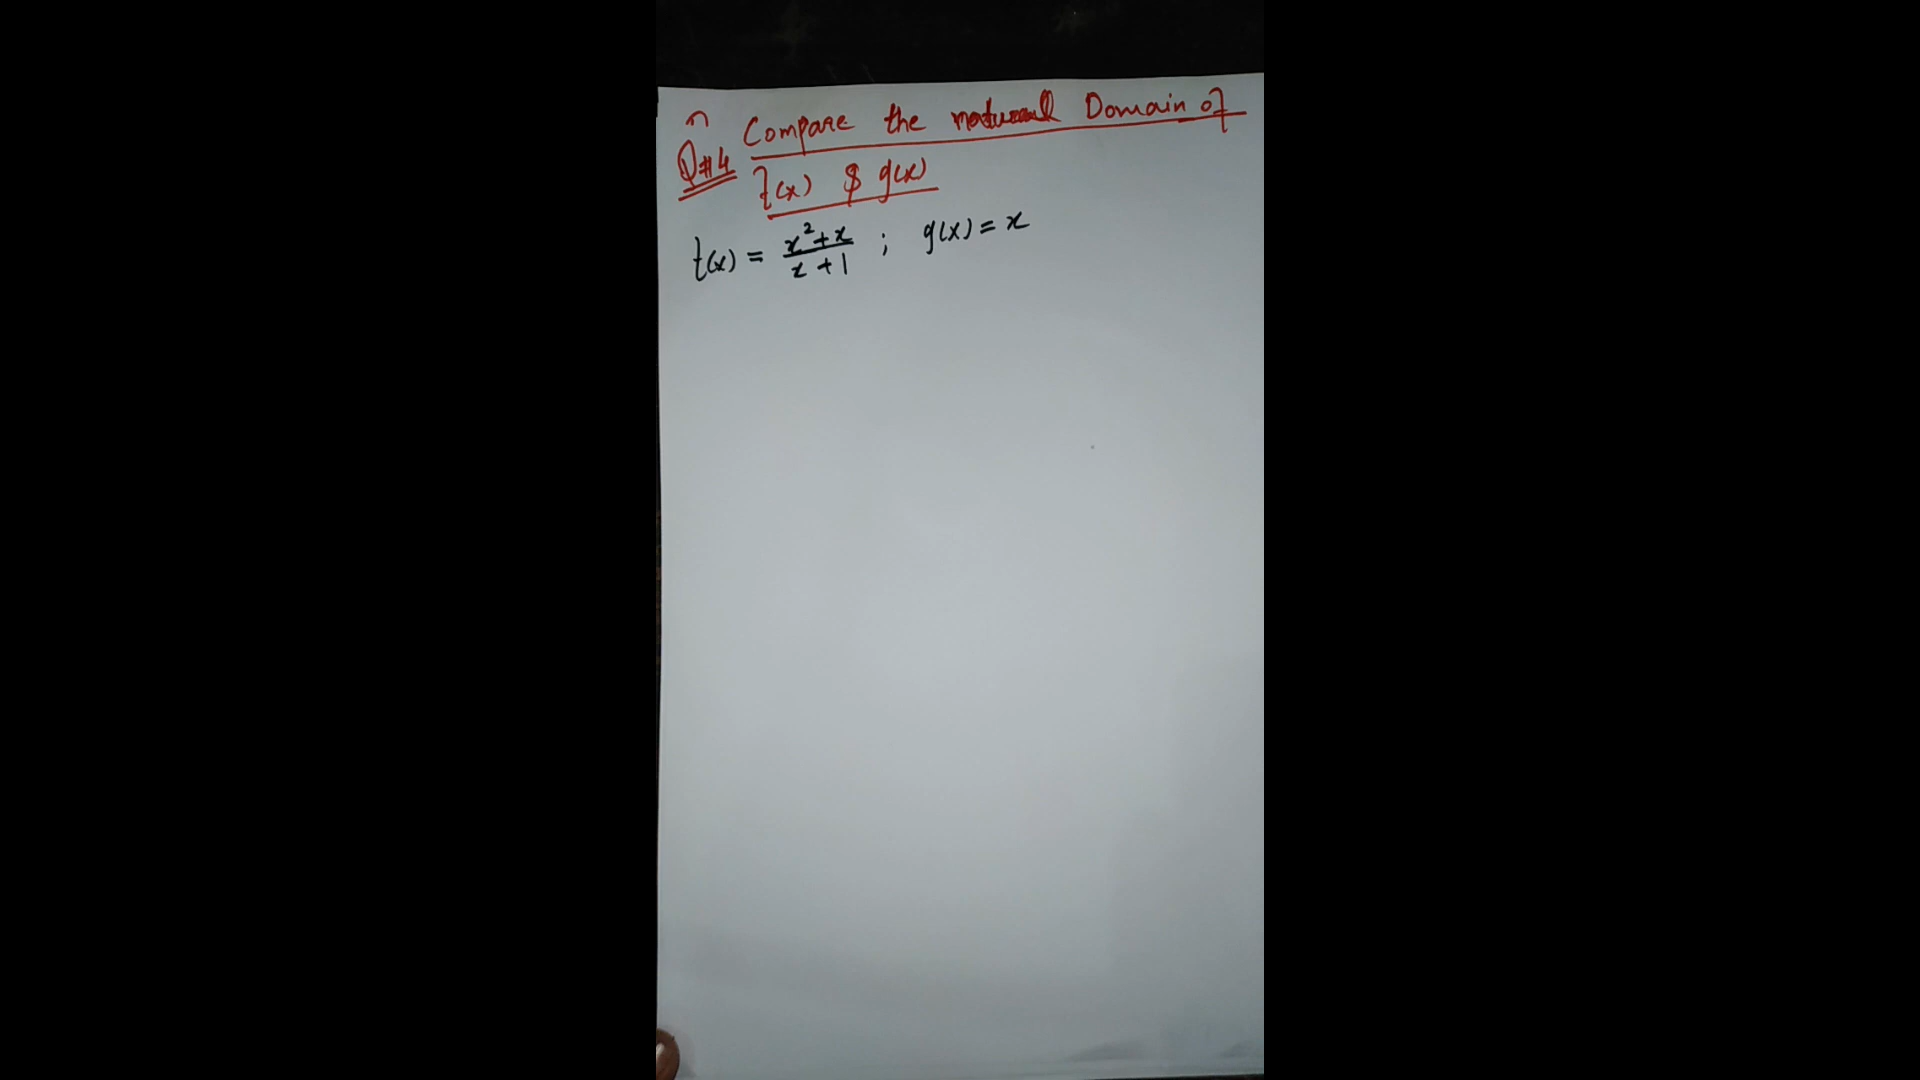 Q#4 Compare the natural Domain of
f(x) & g(x)
f(x) = x²+x / x+1 ; g(x) = x